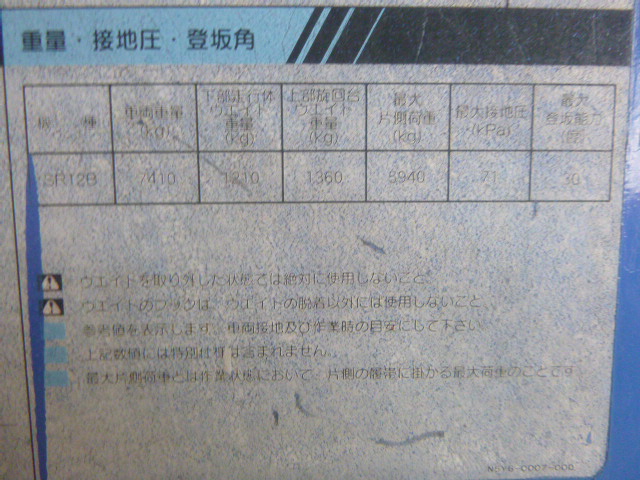 重量・接地圧・登坂角
機 種
車両重量
(kg)
下部走行体
ウエイト
重量
(kg)
上部旋回台
ウエイト
重量
(kg)
最大
片側荷重
(kg)
最大接地圧
(kPa)
最大
登坂能力
(度)
SR12B 7410 1210 1360 6940 71 30
ウエイトを取り外した状態では絶対に使用しないこと。
ウエイトのフックは、ウエイトの脱着以外には使用しないこと。
参考値を表示します。車両接地及び作業時の目安にして下さい。
上記数値には特別仕様は含まれません。
最大片側荷重とは作業状態において、片側の履帯に掛かる最大荷重のことです。